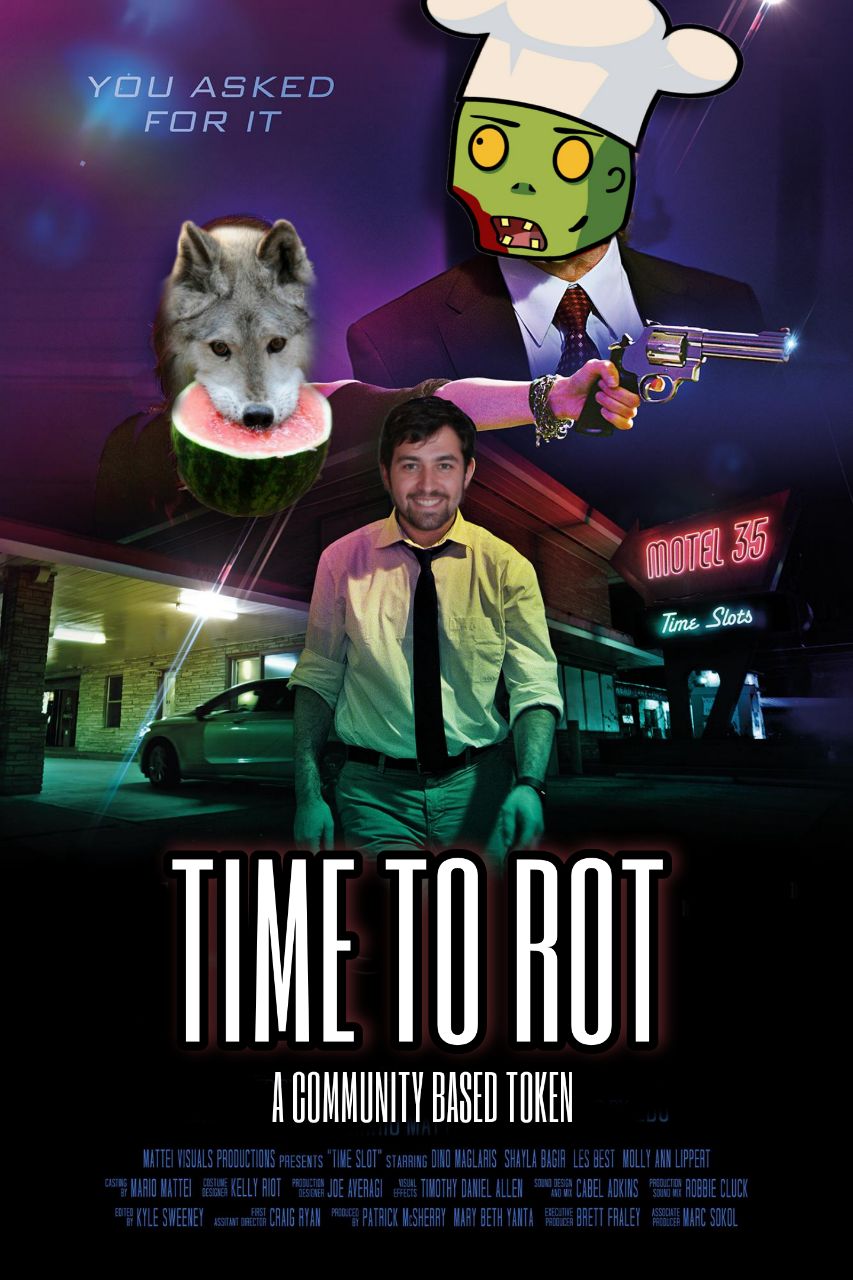 YOU ASKED
FOR IT
MOTEL 35
Time Slots
TIME TO ROT
A COMMUNITY BASED TOKEN
MATTEI VISUALS PRODUCTIONS PRESENTS "TIME SLOT" STARRING DINO MAGLARIS SHAYLA BAGIR LES BEST MOLLY ANN LIPPERT
CASTING BY MARIO MATTEI COSTUME DESIGNER KELLY RIOT PRODUCTION DESIGNER JOE AVERAGI VISUAL EFFECTS TIMOTHY DANIEL ALLEN SOUND DESIGN AND MIX CABEL ADKINS PRODUCTION SOUND MIX ROBBIE CLUCK
EDITED BY KYLE SWEENEY FIRST ASSITANT DIRECTOR CRAIG RYAN PRODUCED BY PATRICK McSHERRY MARY BETH YANTA EXECUTIVE PRODUCER BRETT FRALEY ASSOCIATE PRODUCER MARC SOKOL